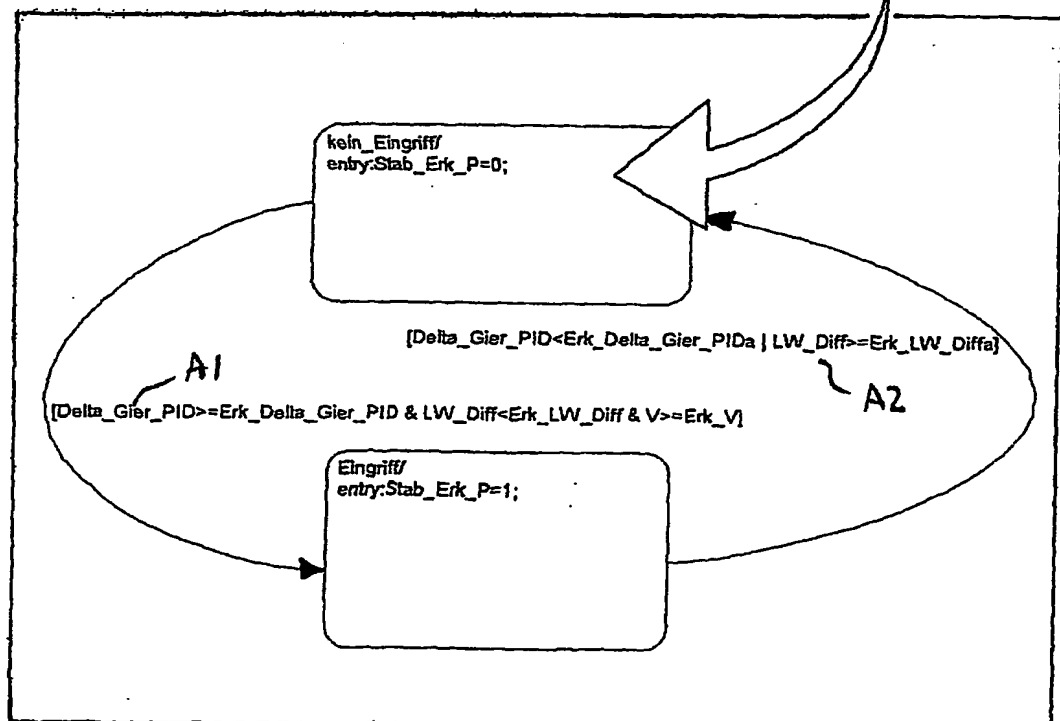 kein_Eingriff/
entry:Stab_Erk_P=0;
[Delta_Gier_PID<Erk_Delta_Gier_PIDa | LW_Diff>=Erk_LW_Diffa]
A1
A2
[Delta_Gier_PID>=Erk_Delta_Gier_PID & LW_Diff<Erk_LW_Diff & V>=Erk_V]
Eingriff/
entry:Stab_Erk_P=1;